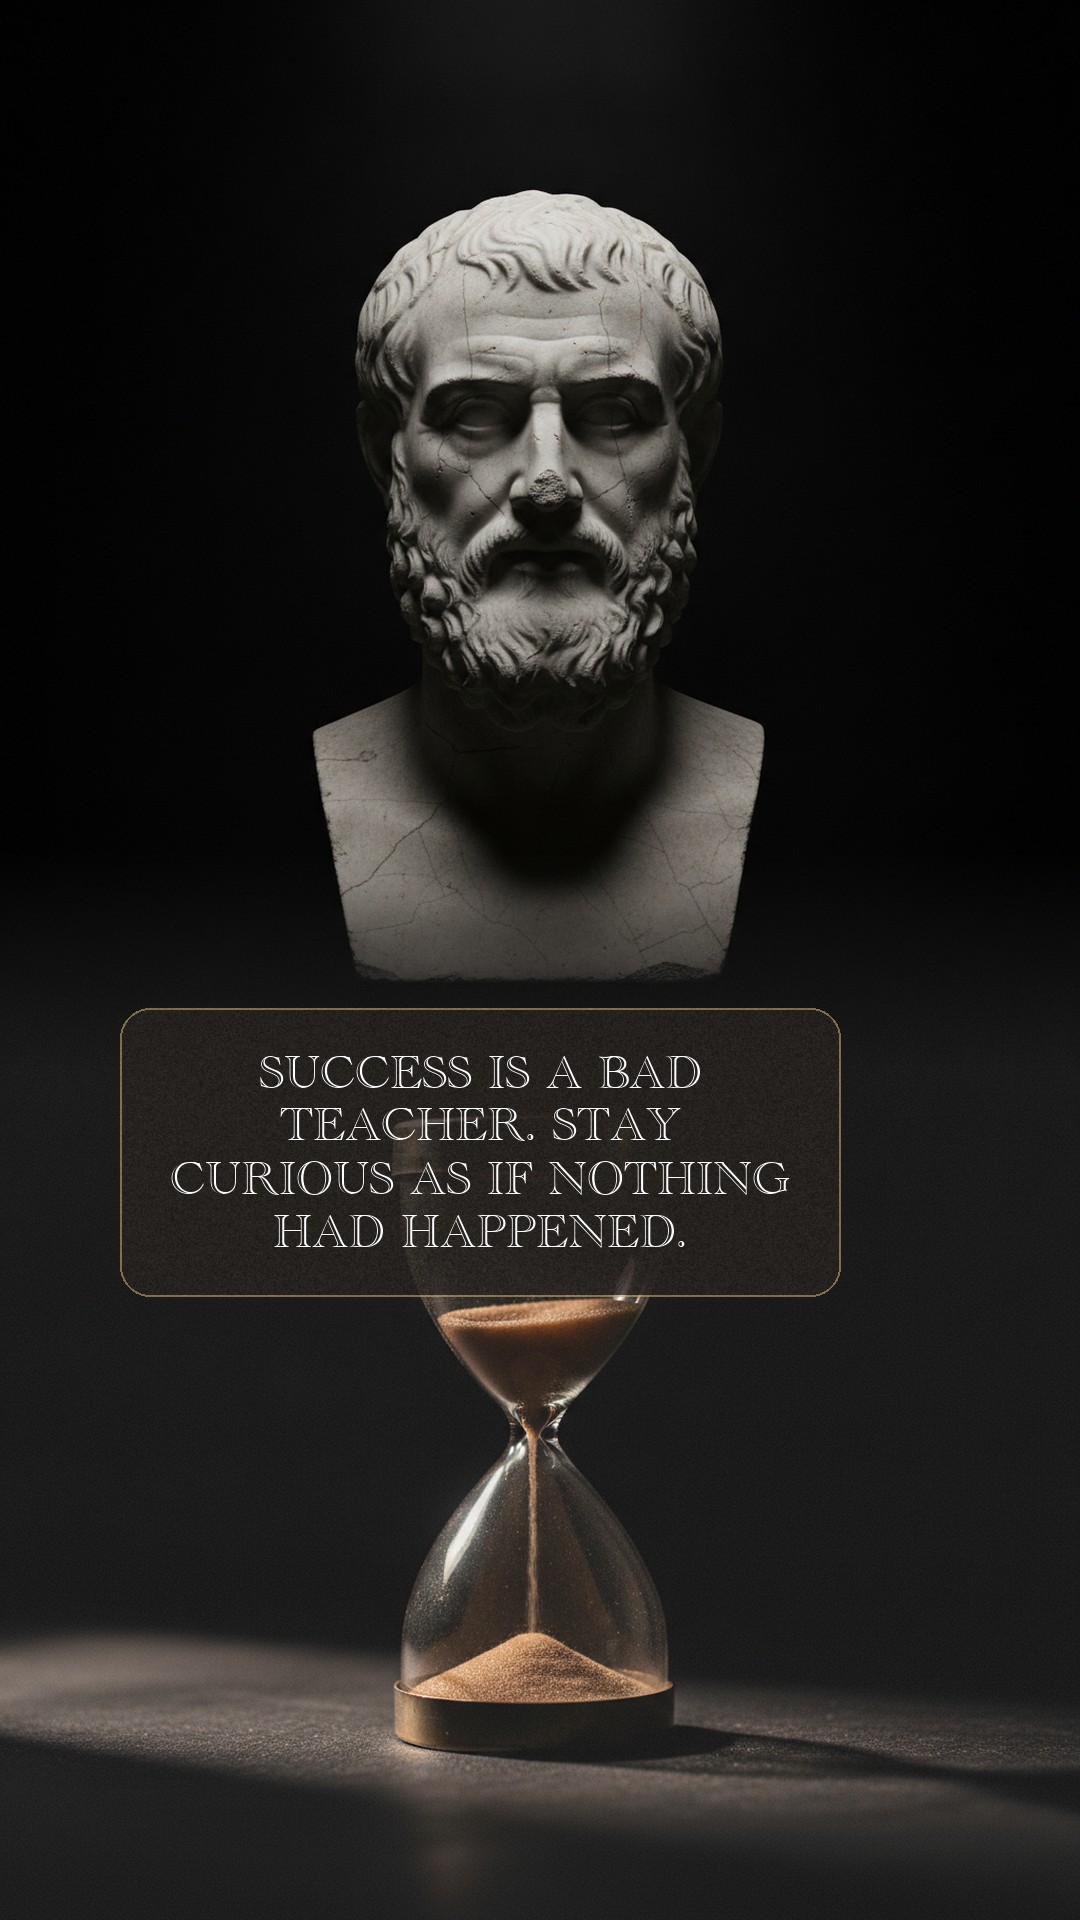 SUCCESS IS A BAD
TEACHER. STAY
CURIOUS AS IF NOTHING
HAD HAPPENED.